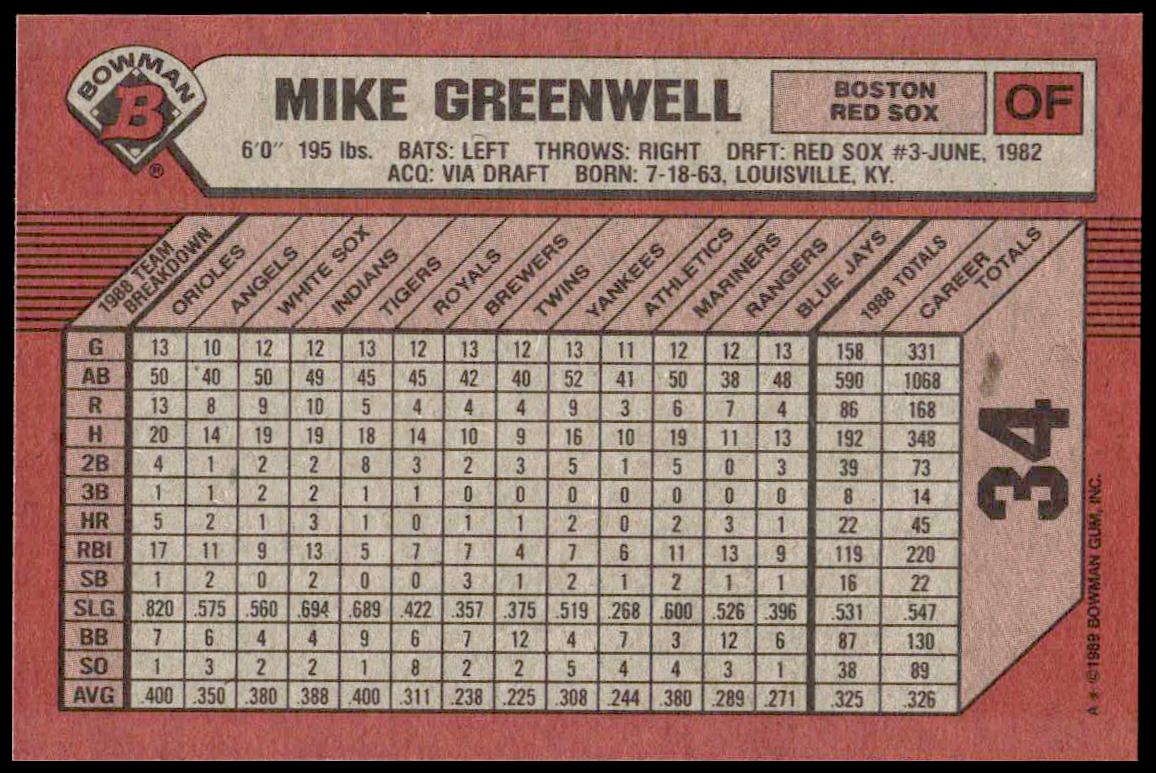 BOWMAN
B
®
MIKE GREENWELL
BOSTON
RED SOX
OF
6'0" 195 lbs. BATS: LEFT THROWS: RIGHT DRFT: RED SOX #3-JUNE, 1982
ACQ: VIA DRAFT BORN: 7-18-63, LOUISVILLE, KY.
1988 TEAM BREAKDOWN ORIOLES ANGELS WHITE SOX INDIANS TIGERS ROYALS BREWERS TWINS YANKEES ATHLETICS MARINERS RANGERS BLUE JAYS 1988 TOTALS CAREER TOTALS
G 13 10 12 12 13 12 13 12 13 11 12 12 13 158 331
AB 50 40 50 49 45 45 42 40 52 41 50 38 48 590 1068
R 13 8 9 10 5 4 4 4 9 3 6 7 4 86 168
H 20 14 19 19 18 14 10 9 16 10 19 11 13 192 348
2B 4 1 2 2 8 3 2 3 5 1 5 0 3 39 73
3B 1 1 2 2 1 1 0 0 0 0 0 0 0 8 14
HR 5 2 1 3 1 0 1 1 2 0 2 3 1 22 45
RBI 17 11 9 13 5 7 7 4 7 6 11 13 9 119 220
SB 1 2 0 2 0 0 3 1 2 1 2 1 1 16 22
SLG .820 .575 .560 .694 .689 .422 .357 .375 .519 .268 .600 .526 .396 .531 .547
BB 7 6 4 4 9 6 7 12 4 7 3 12 6 87 130
SO 1 3 2 2 1 8 2 2 5 4 4 3 1 38 89
AVG .400 .350 .380 .388 .400 .311 .238 .225 .308 .244 .380 .289 .271 .325 .326
34
A * ©1989 BOWMAN GUM, INC.